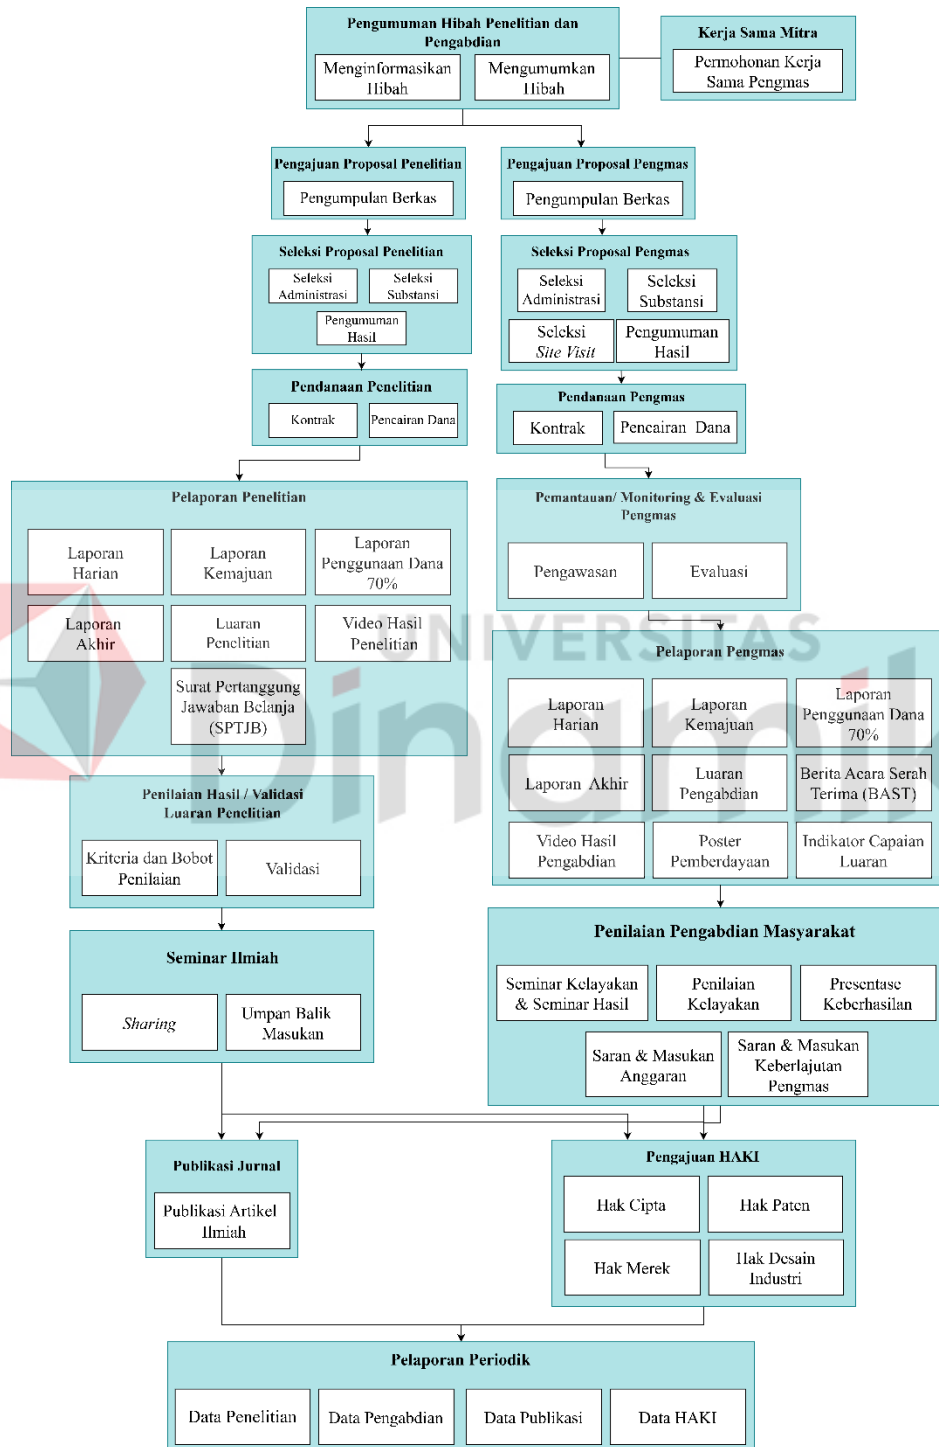 Pengumuman Hibah Penelitian dan
Pengabdian
Menginformasikan
Hibah
Mengumumkan
Hibah
Kerja Sama Mitra
Permohonan Kerja
Sama Pengmas
Pengajuan Proposal Penelitian
Pengumpulan Berkas
Pengajuan Proposal Pengmas
Pengumpulan Berkas
Seleksi Proposal Penelitian
Seleksi
Administrasi
Seleksi
Substansi
Pengumuman
Hasil
Seleksi Proposal Pengmas
Seleksi
Administrasi
Seleksi
Substansi
Seleksi
Site Visit
Pengumuman
Hasil
Pendanaan Penelitian
Kontrak
Pencairan Dana
Pendanaan Pengmas
Kontrak
Pencairan Dana
Pelaporan Penelitian
Laporan
Harian
Laporan
Kemajuan
Laporan
Penggunaan Dana
70%
Laporan
Akhir
Luaran
Penelitian
Video Hasil
Penelitian
Surat Pertanggung
Jawaban Belanja
(SPTJB)
Pemantauan/ Monitoring & Evaluasi
Pengmas
Pengawasan
Evaluasi
UNIVERSITAS
Dinamik
Pelaporan Pengmas
Laporan
Harian
Laporan
Kemajuan
Laporan
Penggunaan Dana
70%
Laporan Akhir
Luaran
Pengabdian
Berita Acara Serah
Terima (BAST)
Video Hasil
Pengabdian
Poster
Pemberdayaan
Indikator Capaian
Luaran
Penilaian Hasil / Validasi
Luaran Penelitian
Kriteria dan Bobot
Penilaian
Validasi
Seminar Ilmiah
Sharing
Umpan Balik
Masukan
Penilaian Pengabdian Masyarakat
Seminar Kelayakan
& Seminar Hasil
Penilaian
Kelayakan
Presentase
Keberhasilan
Saran & Masukan
Anggaran
Saran & Masukan
Keberlajutan
Pengmas
Publikasi Jurnal
Publikasi Artikel
Ilmiah
Pengajuan HAKI
Hak Cipta
Hak Paten
Hak Merek
Hak Desain
Industri
Pelaporan Periodik
Data Penelitian
Data Pengabdian
Data Publikasi
Data HAKI